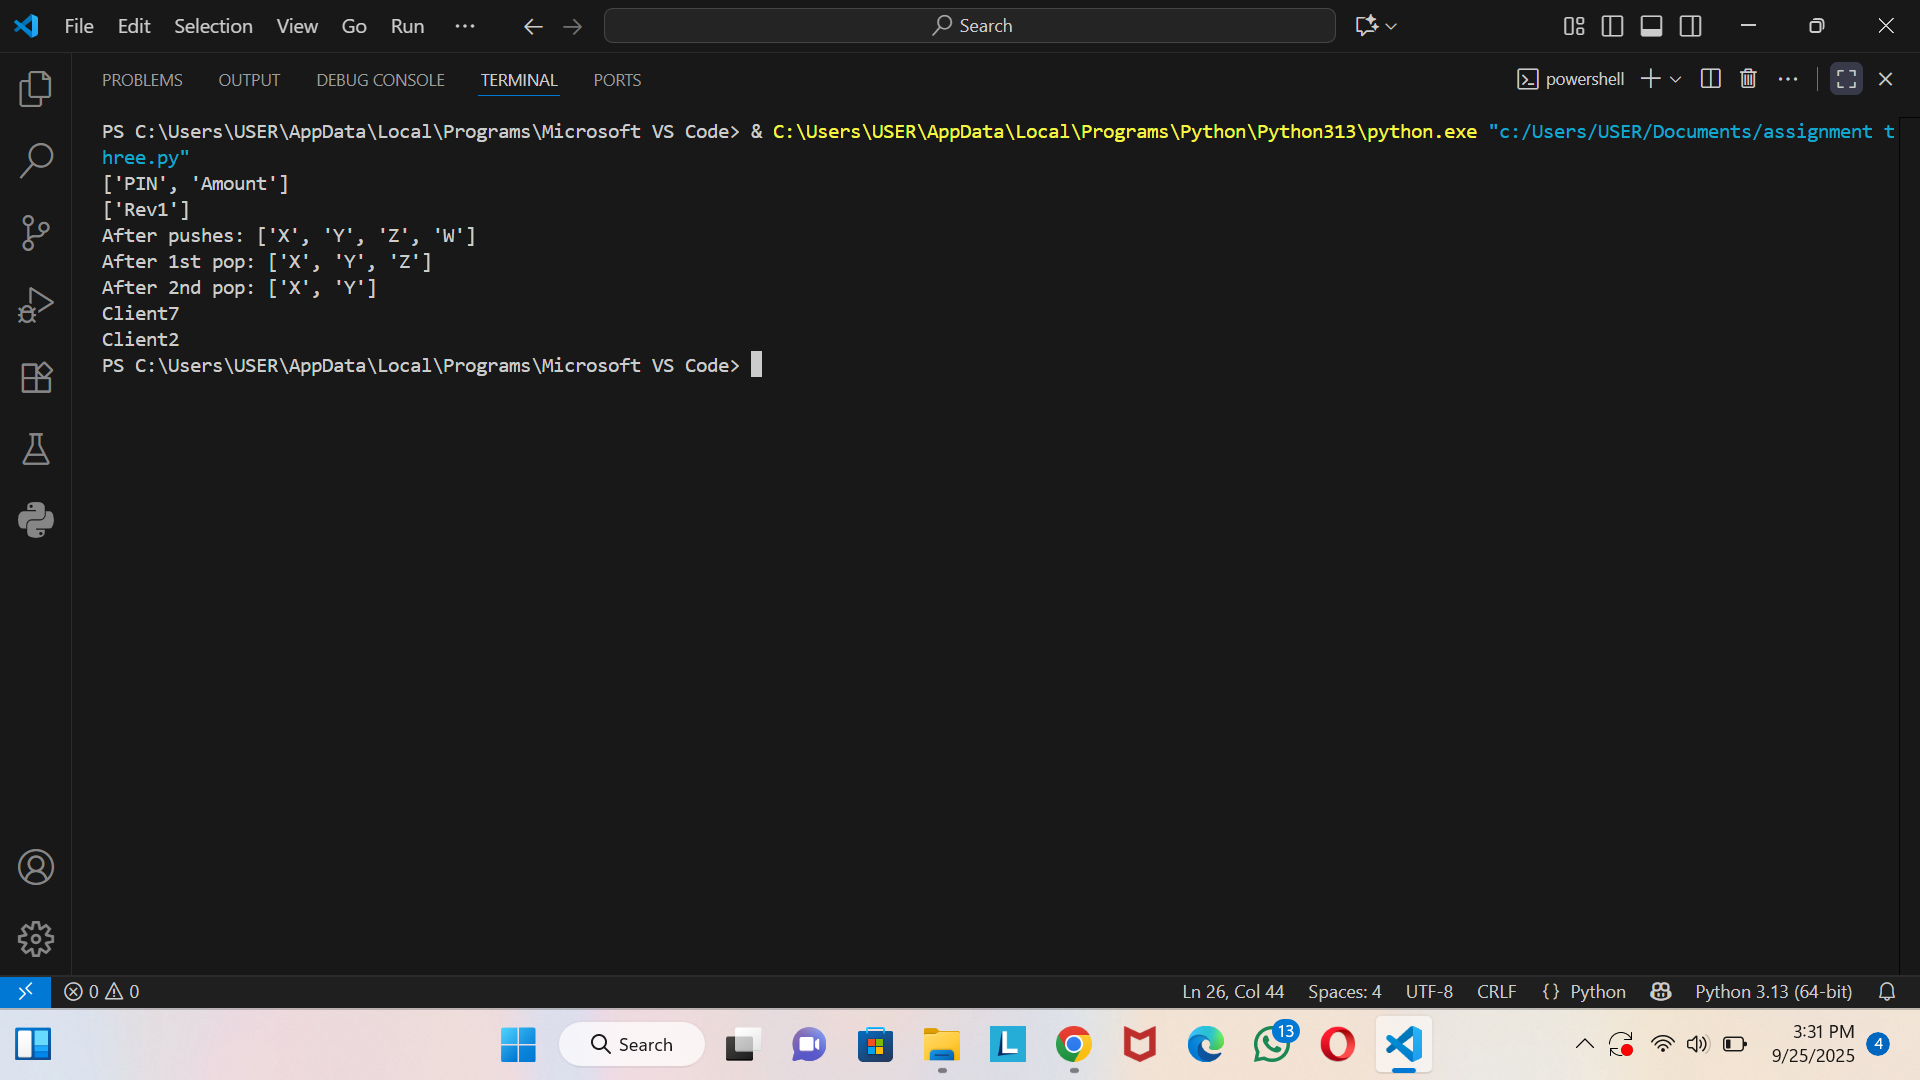 File Edit Selection View Go Run ··· Search
PROBLEMS OUTPUT DEBUG CONSOLE TERMINAL PORTS powershell
PS C:\Users\USER\AppData\Local\Programs\Microsoft VS Code> & C:\Users\USER\AppData\Local\Programs\Python\Python313\python.exe "c:/Users/USER/Documents/assignment t
hree.py"
['PIN', 'Amount']
['Rev1']
After pushes: ['X', 'Y', 'Z', 'W']
After 1st pop: ['X', 'Y', 'Z']
After 2nd pop: ['X', 'Y']
Client7
Client2
PS C:\Users\USER\AppData\Local\Programs\Microsoft VS Code>
0 0 Ln 26, Col 44 Spaces: 4 UTF-8 CRLF {} Python Python 3.13 (64-bit)
Search L 13 3:31 PM
9/25/2025 4